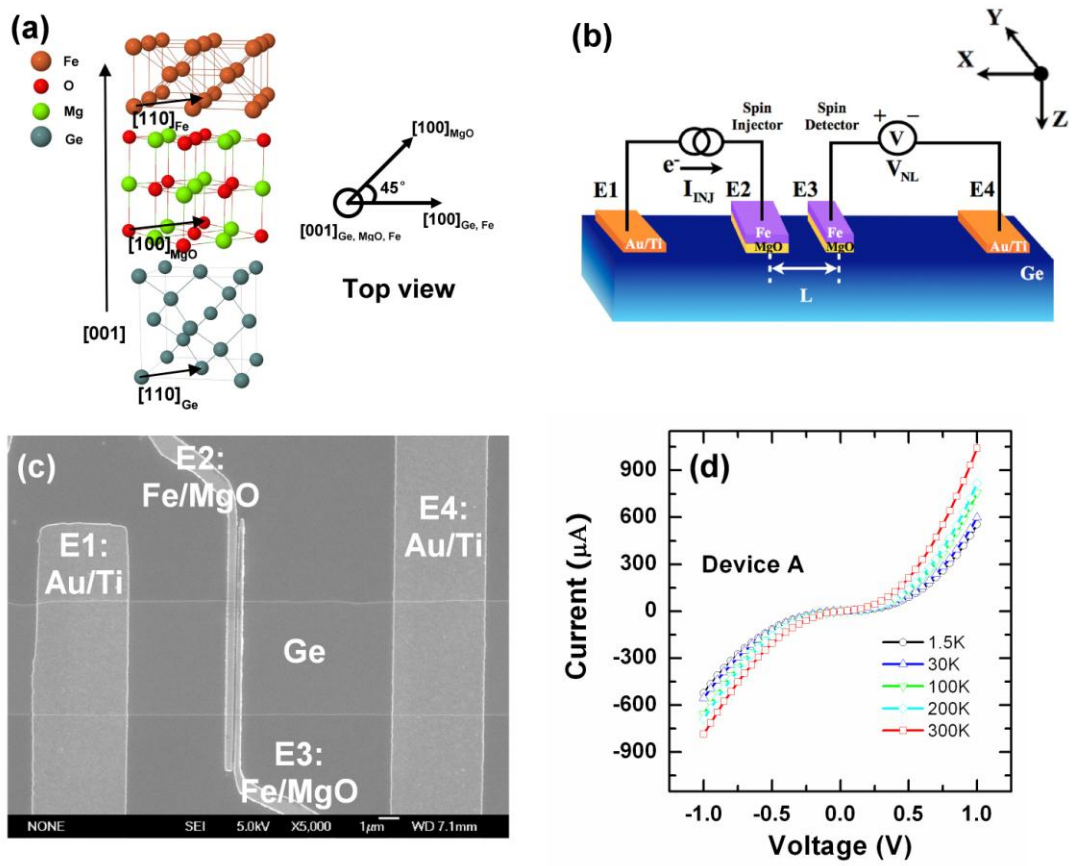 (a)
Fe
O
Mg
Ge
[110]Fe
[100]MgO
[110]Ge
[001]
[100]MgO
45°
[100]Ge, Fe
[001]Ge, MgO, Fe
Top view
(b)
Y
X
Z
Spin
Injector
Spin
Detector
+ −
V
VNL
e-
IINJ
E1
E2
E3
E4
Au/Ti
Fe
MgO
Fe
MgO
Au/Ti
Ge
L
(c)
E2:
Fe/MgO
E1:
Au/Ti
E4:
Au/Ti
Ge
E3:
Fe/MgO
NONE SEI 5.0kV X5,000 1μm WD 7.1mm
(d)
Current (μA)
900
600
300
0
-300
-600
-900
Device A
1.5K
30K
100K
200K
300K
-1.0 -0.5 0.0 0.5 1.0
Voltage (V)